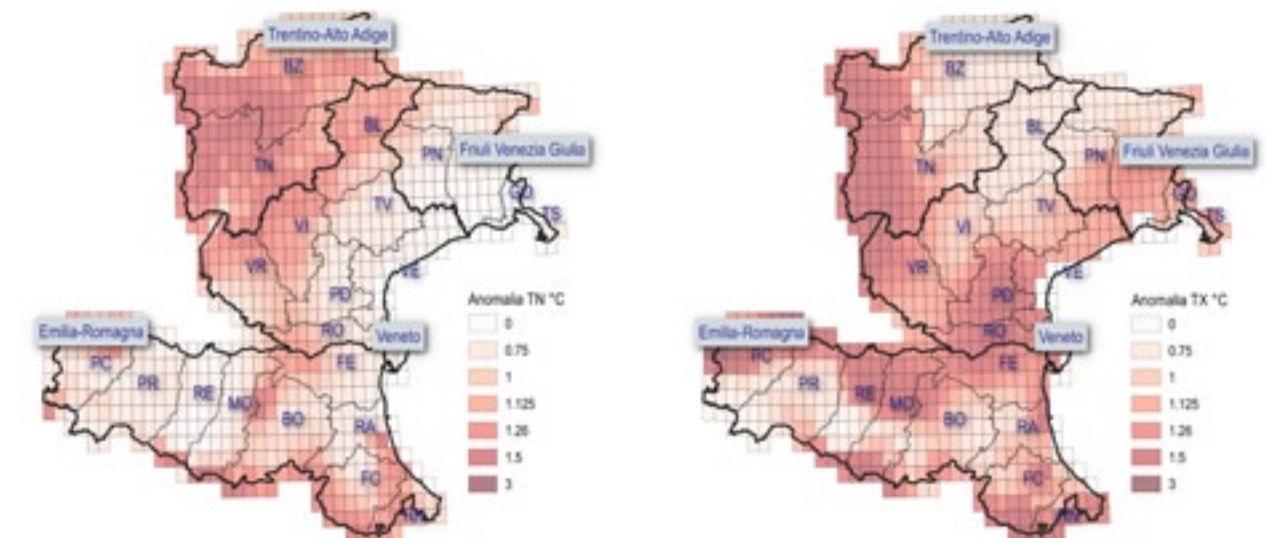 Trentino-Alto Adige
BZ
BL
PN
Friuli Venezia Giulia
TN
GO
TS
TV
VI
VR
VE
PD
RO
Veneto
Emilia-Romagna
PC
PR
RE
MO
FE
BO
RA
FC
Anomalia TN °C
0
0.75
1
1.125
1.26
1.5
3
Trentino-Alto Adige
BZ
BL
PN
Friuli Venezia Giulia
TN
GO
TS
TV
VI
VR
VE
PD
RO
Veneto
Emilia-Romagna
PC
PR
RE
MO
FE
BO
RA
FC
Anomalia TX °C
0
0.75
1
1.125
1.26
1.5
3